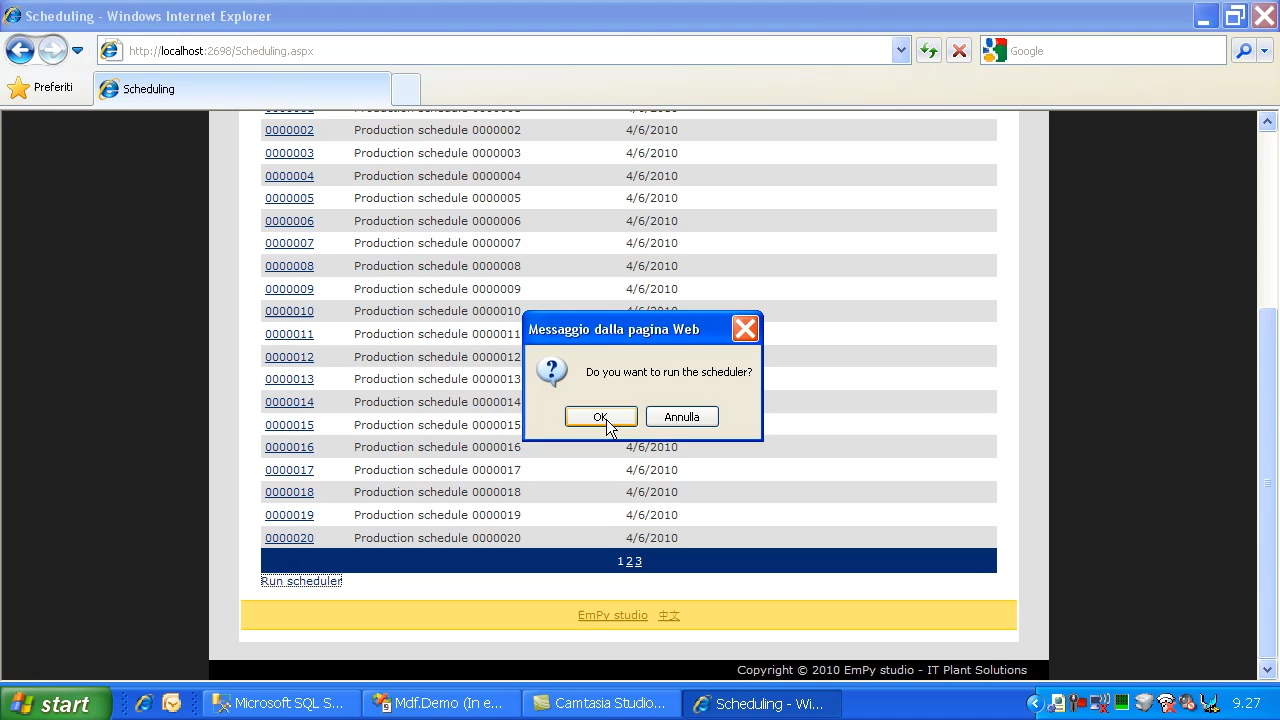 Scheduling - Windows Internet Explorer
http://localhost:2698/Scheduling.aspx
Google
Preferiti
Scheduling
0000002 Production schedule 0000002 4/6/2010
0000003 Production schedule 0000003 4/6/2010
0000004 Production schedule 0000004 4/6/2010
0000005 Production schedule 0000005 4/6/2010
0000006 Production schedule 0000006 4/6/2010
0000007 Production schedule 0000007 4/6/2010
0000008 Production schedule 0000008 4/6/2010
0000009 Production schedule 0000009 4/6/2010
0000010 Production schedule 0000010
0000011 Production schedule 0000011
0000012 Production schedule 0000012
0000013 Production schedule 0000013
0000014 Production schedule 0000014
0000015 Production schedule 0000015
0000016 Production schedule 0000016 4/6/2010
0000017 Production schedule 0000017 4/6/2010
0000018 Production schedule 0000018 4/6/2010
0000019 Production schedule 0000019 4/6/2010
0000020 Production schedule 0000020 4/6/2010
1 2 3
Run scheduler
Messaggio dalla pagina Web
Do you want to run the scheduler?
OK Annulla
EmPy studio 中文
Copyright © 2010 EmPy studio - IT Plant Solutions
start
Microsoft SQL S...
Mdf.Demo (In e...
Camtasia Studio...
Scheduling - Wi...
9.27